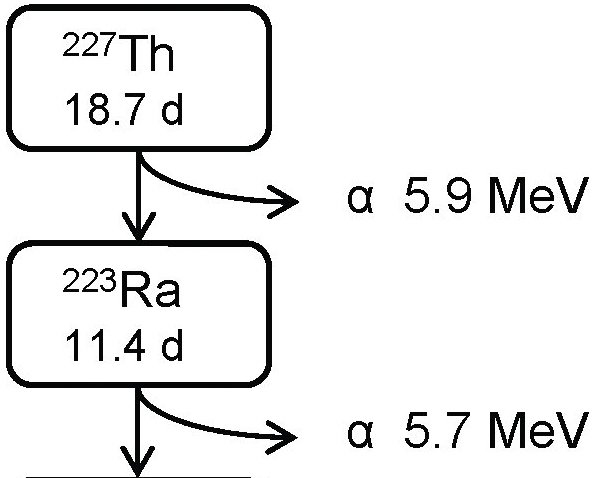 ²²⁷Th
18.7 d
α 5.9 MeV
²²³Ra
11.4 d
α 5.7 MeV